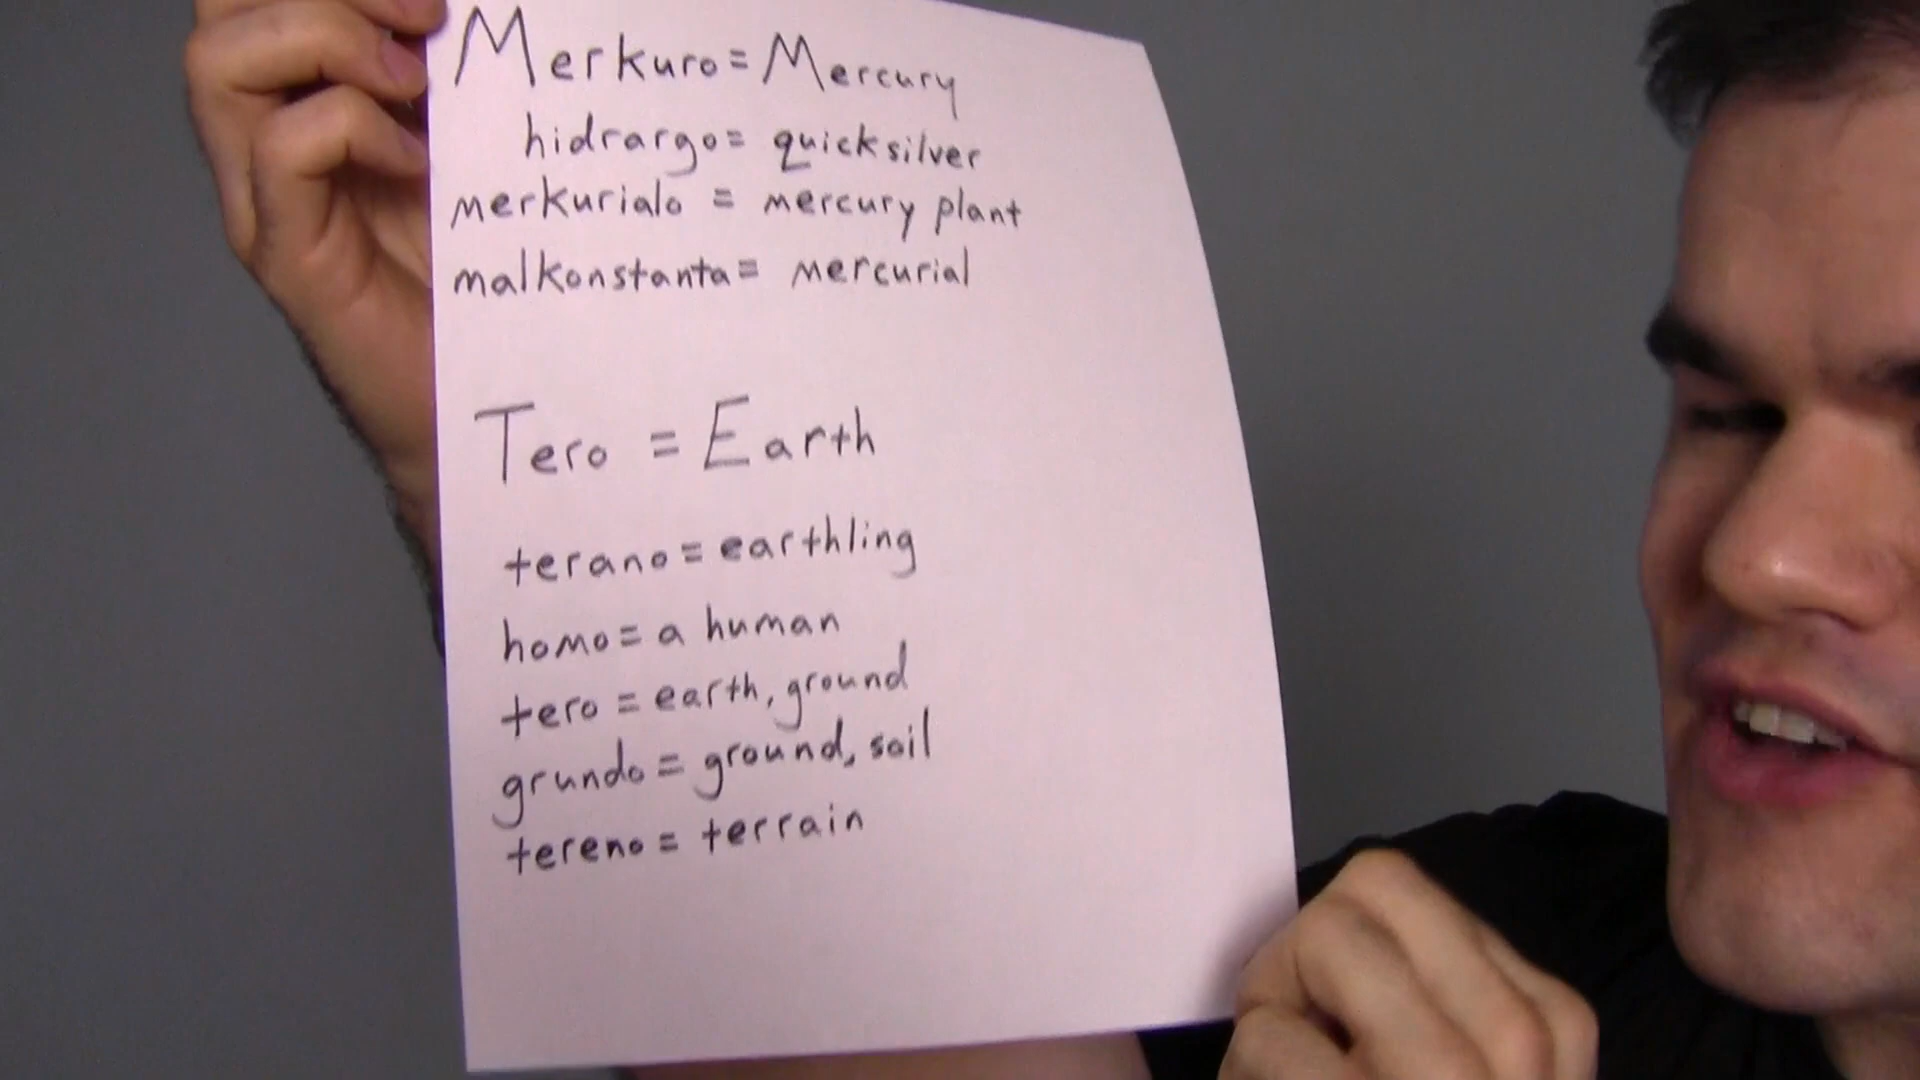 Merkuro = Mercury
hidrargo = quicksilver
merkurialo = mercury plant
malkonstanta = mercurial
Tero = Earth
terano = earthling
homo = a human
tero = earth, ground
grundo = ground, soil
tereno = terrain